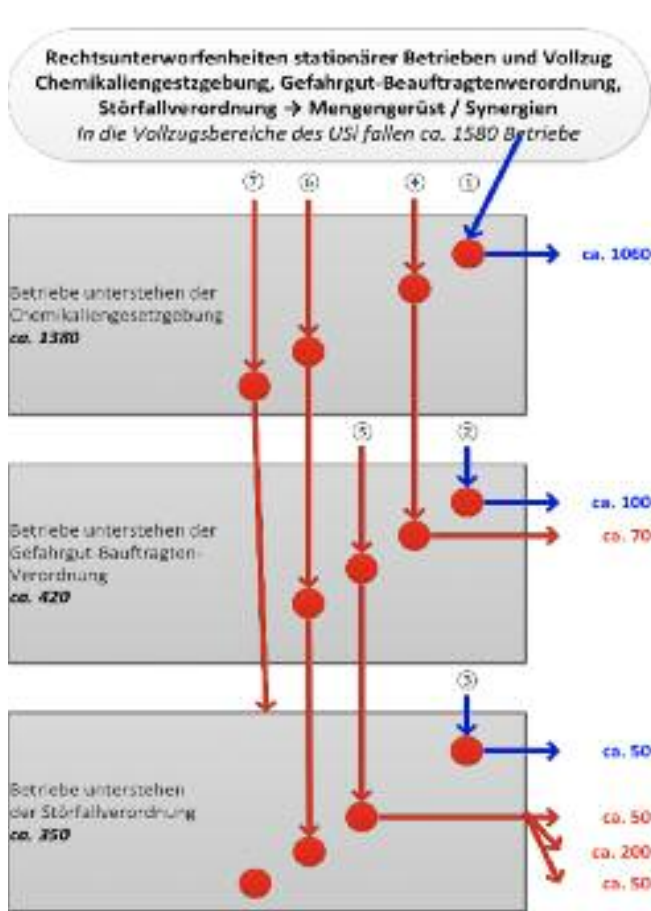 Rechtsunterworfenheiten stationärer Betrieben und Vollzug
Chemikaliengestzgebung, Gefahrgut-Beauftragtenverordnung,
Störfallverordnung → Mengengerüst / Synergien
In die Vollzugsbereiche des USI fallen ca. 1580 Betriebe
⑦ ⑥ ④ ①
ca. 1060
Betriebe unterstehen der
Chemikaliengesetzgebung
ca. 1380
⑤ ②
ca. 100
ca. 70
Betriebe unterstehen der
Gefahrgut-Bauftragten-
Verordnung
ca. 420
③
ca. 50
Betriebe unterstehen
der Störfallverordnung
ca. 350
ca. 50
ca. 200
ca. 50